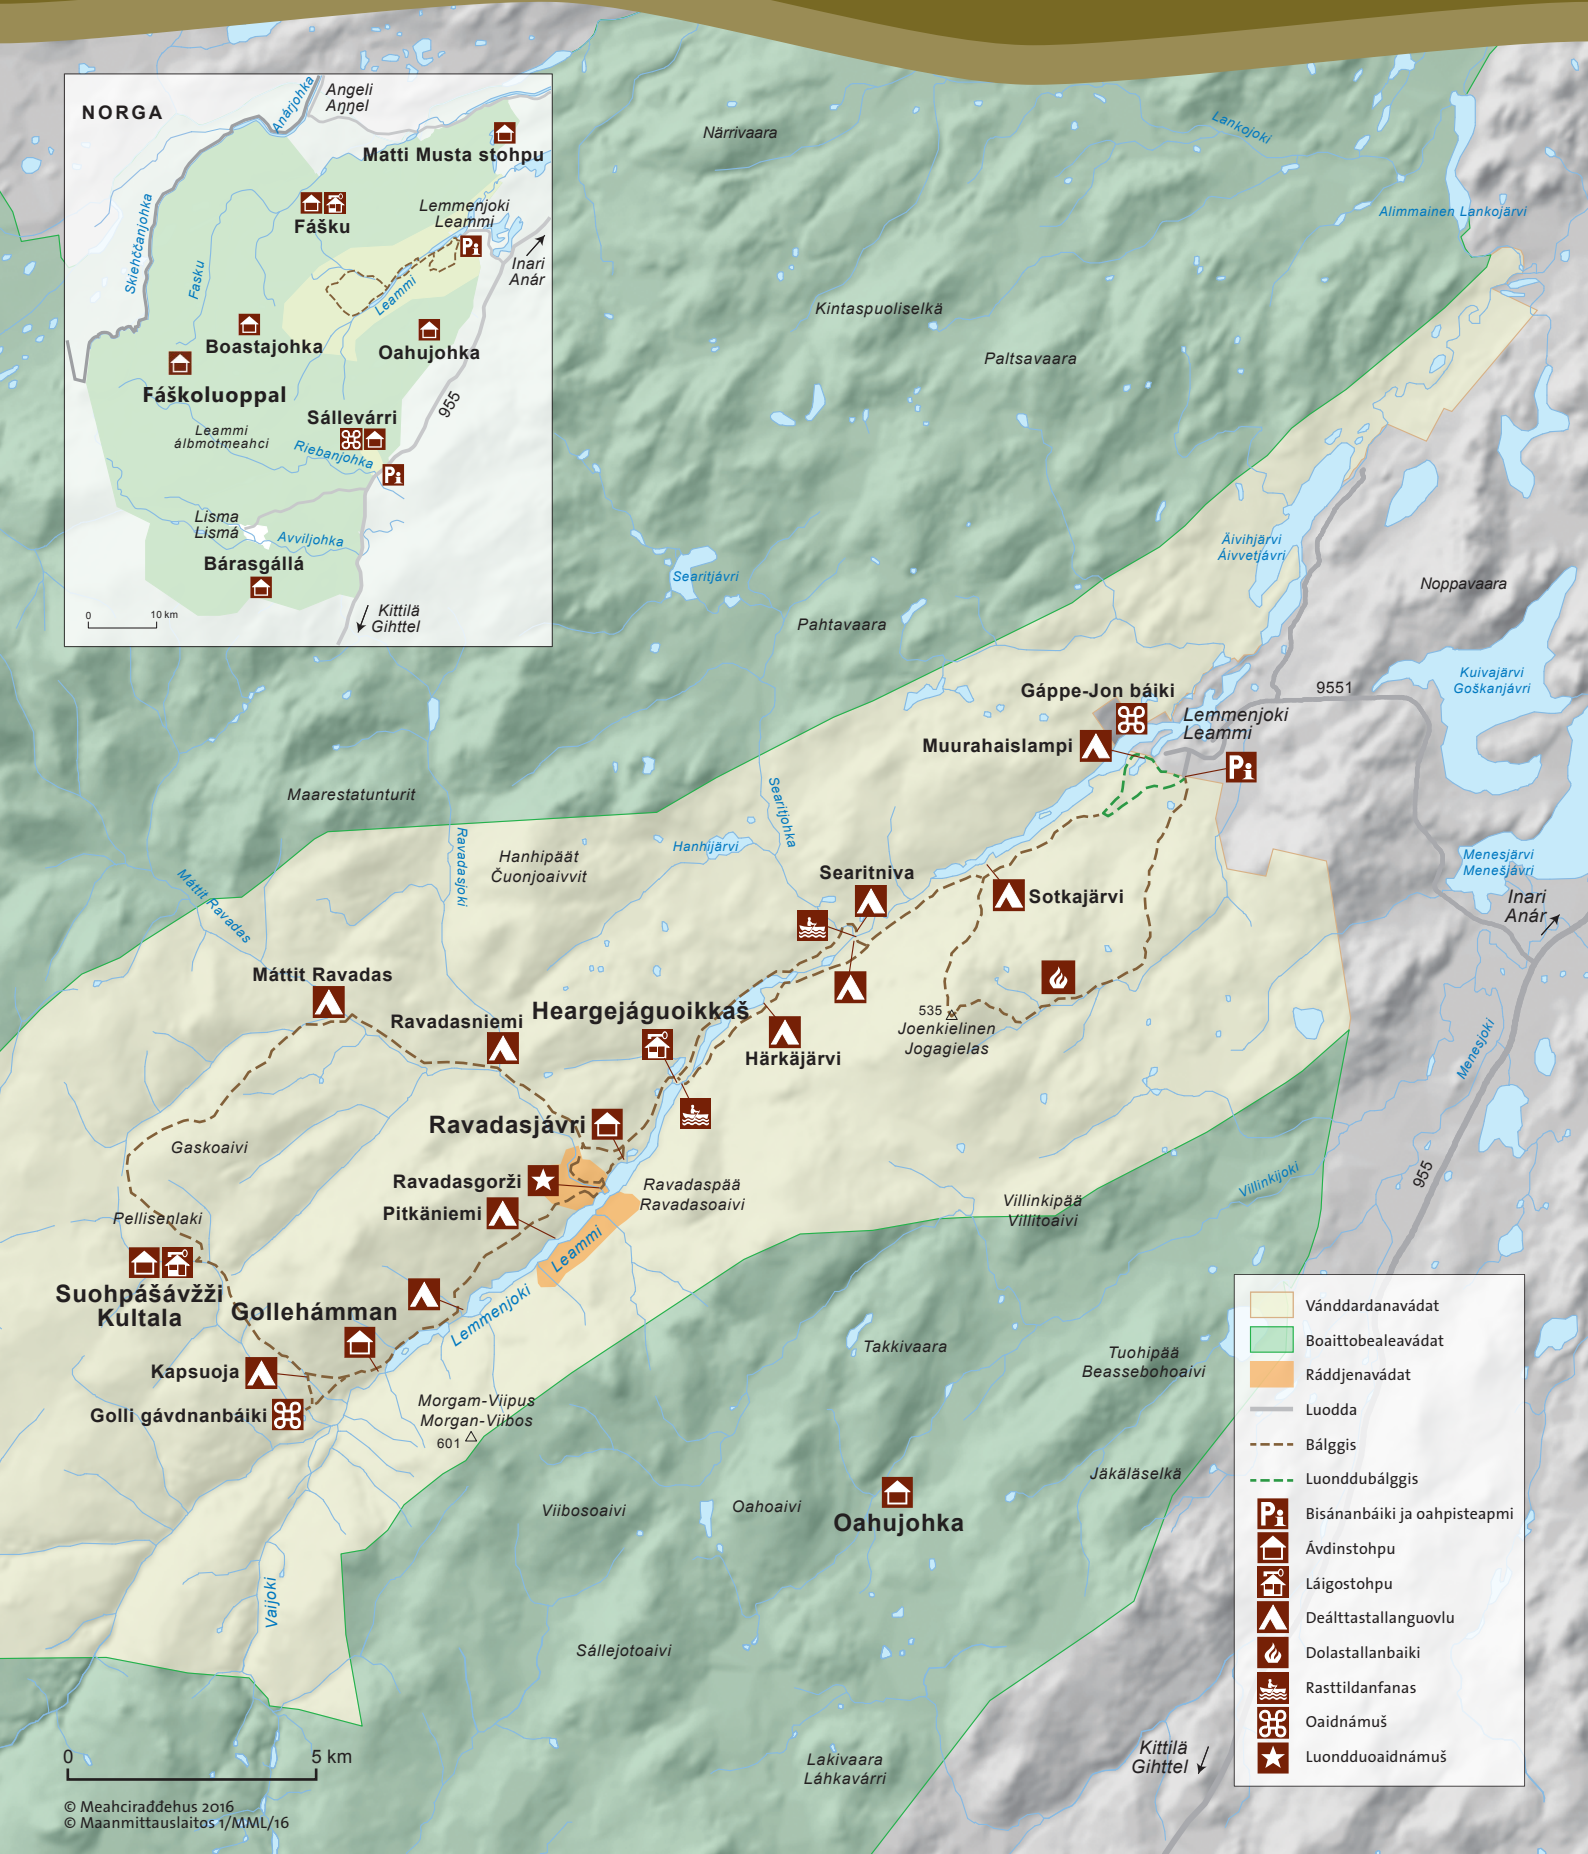 NORGA
Anárjohka
Angeli
Aŋŋel
Matti Musta stohpu
Skiehččanjohka
Fášku
Lemmenjoki
Leammi
Inari
Anár
Fasku
Leammi
Boastajohka
Oahujohka
Fáškoluoppal
955
Sállevárri
Leammi
álbmotmeahci
Riebanjohka
Lisma
Lismá
Avviljohka
Bárasgállá
0 10 km
Kittilä
Gihttel
Närrivaara
Lankojoki
Alimmainen Lankojärvi
Kintaspuoliselkä
Paltsavaara
Searitjávri
Äivihjärvi
Áivvetjávri
Noppavaara
Pahtavaara
Kuivajärvi
Goškanjávri
9551
Gáppe-Jon báiki
Lemmenjoki
Leammi
Muurahaislampi
Maarestatunturit
Searitjohka
Ravadasjoki
Hanhijärvi
Hanhipäät
Čuonjoaivvit
Menesjärvi
Menešjávri
Máttit Ravadas
Searitniva
Sotkajärvi
Inari
Anár
Máttit Ravadas
Heargejáguoikkaš
Ravadasniemi
535
Joenkielinen
Jogagielas
Härkäjärvi
Menesjoki
Ravadasjávri
Gaskoaivi
Ravadasgorži
Ravadaspää
Ravadasoaivi
Villinkijoki
955
Pitkäniemi
Villinkipää
Villitoaivi
Pellisenlaki
Leammi
Suohpášávžži
Kultala
Gollehámman
Lemmenjoki
Takkivaara
Tuohipää
Beassebohoaivi
Kapsuoja
Golli gávdnanbáiki
Morgam-Viipus
Morgan-Viibos
601
Jäkäläselkä
Viibosoaivi
Oahoaivi
Oahujohka
Vaijoki
Sállejotoaivi
Lakivaara
Láhkavárri
Kittilä
Gihttel
0 5 km
© Meahcirađđehus 2016
© Maanmittauslaitos 1/MML/16
Vánddardanavádat
Boaittobealeavádat
Ráddjenavádat
Luodda
Bálggis
Luonddubálggis
Bisánanbáiki ja oahpisteapmi
Ávdinstohpu
Láigostohpu
Deálttastallanguovlu
Dolastallanbaiki
Rasttildanfanas
Oaidnámuš
Luondduoaidnámuš